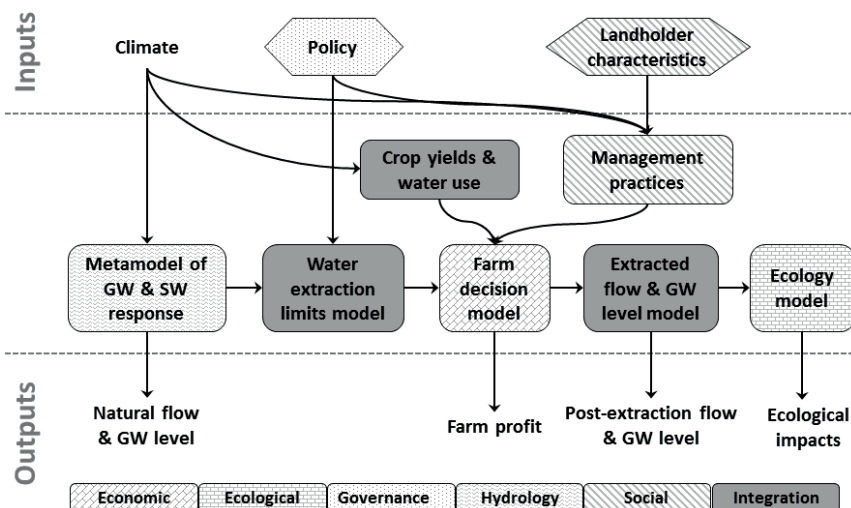 Inputs
Climate
Policy
Landholder
characteristics
Crop yields &
water use
Management
practices
Metamodel of
GW & SW
response
Water
extraction
limits model
Farm
decision
model
Extracted
flow & GW
level model
Ecology
model
Outputs
Natural flow
& GW level
Farm profit
Post-extraction flow
& GW level
Ecological
impacts
Economic
Ecological
Governance
Hydrology
Social
Integration